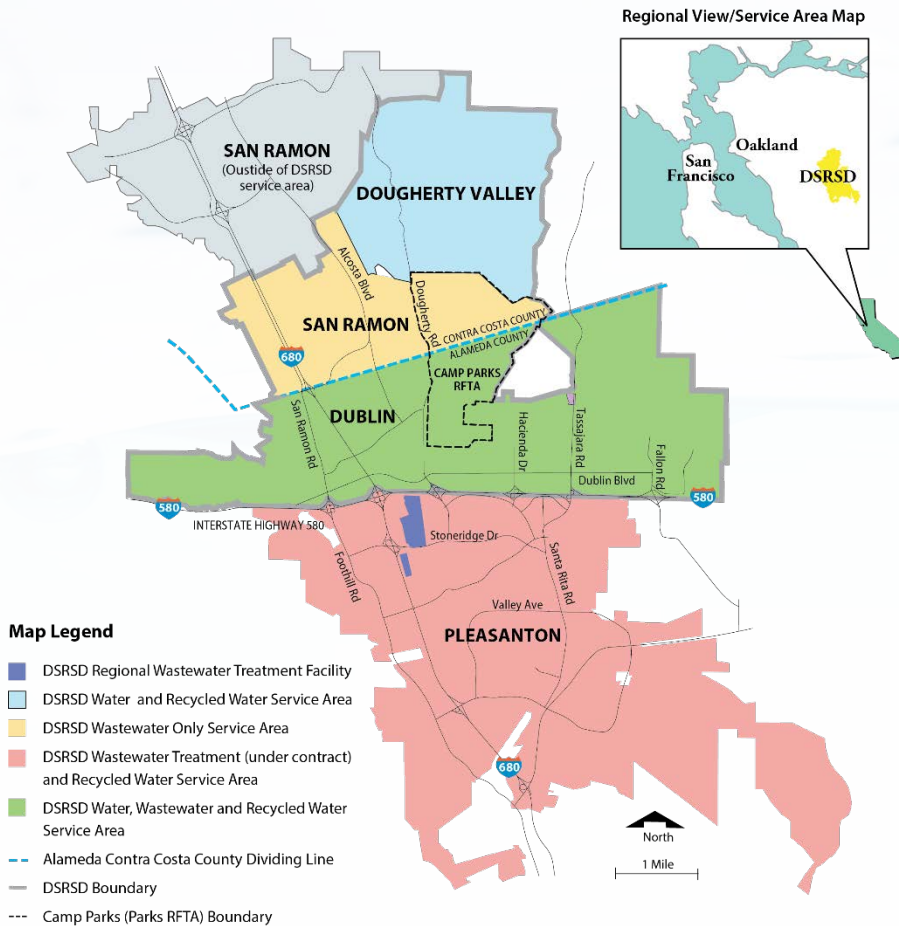 Regional View/Service Area Map
Oakland
San
Francisco
DSRSD
SAN RAMON
(Oustide of DSRSD
service area)
DOUGHERTY VALLEY
Alcosta Blvd
Dougherty Rd
SAN RAMON
CONTRA COSTA COUNTY
ALAMEDA COUNTY
680
CAMP PARKS
RFTA
DUBLIN
San Ramon Rd
Hacienda Dr
Tassajara Rd
Fallon Rd
Dublin Blvd
580
580
INTERSTATE HIGHWAY 580
Stoneridge Dr
Foothill Rd
Santa Rita Rd
Valley Ave
PLEASANTON
680
North
1 Mile
Map Legend
DSRSD Regional Wastewater Treatment Facility
DSRSD Water and Recycled Water Service Area
DSRSD Wastewater Only Service Area
DSRSD Wastewater Treatment (under contract)
and Recycled Water Service Area
DSRSD Water, Wastewater and Recycled Water
Service Area
Alameda Contra Costa County Dividing Line
DSRSD Boundary
Camp Parks (Parks RFTA) Boundary